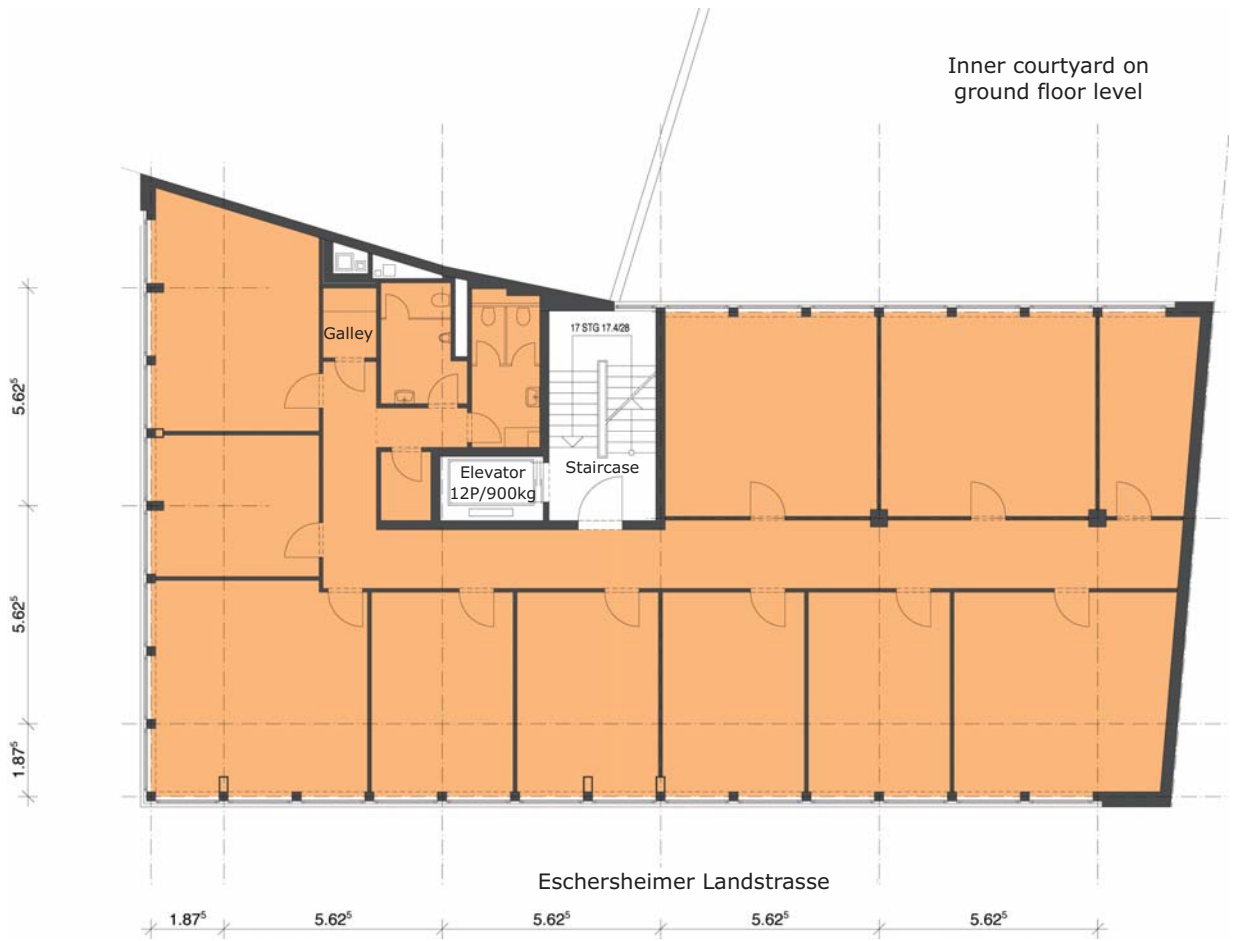 Inner courtyard on
ground floor level
17 STG 17.4/28
Galley
Elevator
12P/900kg
Staircase
5.62⁵
5.62⁵
1.87⁵
Eschersheimer Landstrasse
1.87⁵
5.62⁵
5.62⁵
5.62⁵
5.62⁵